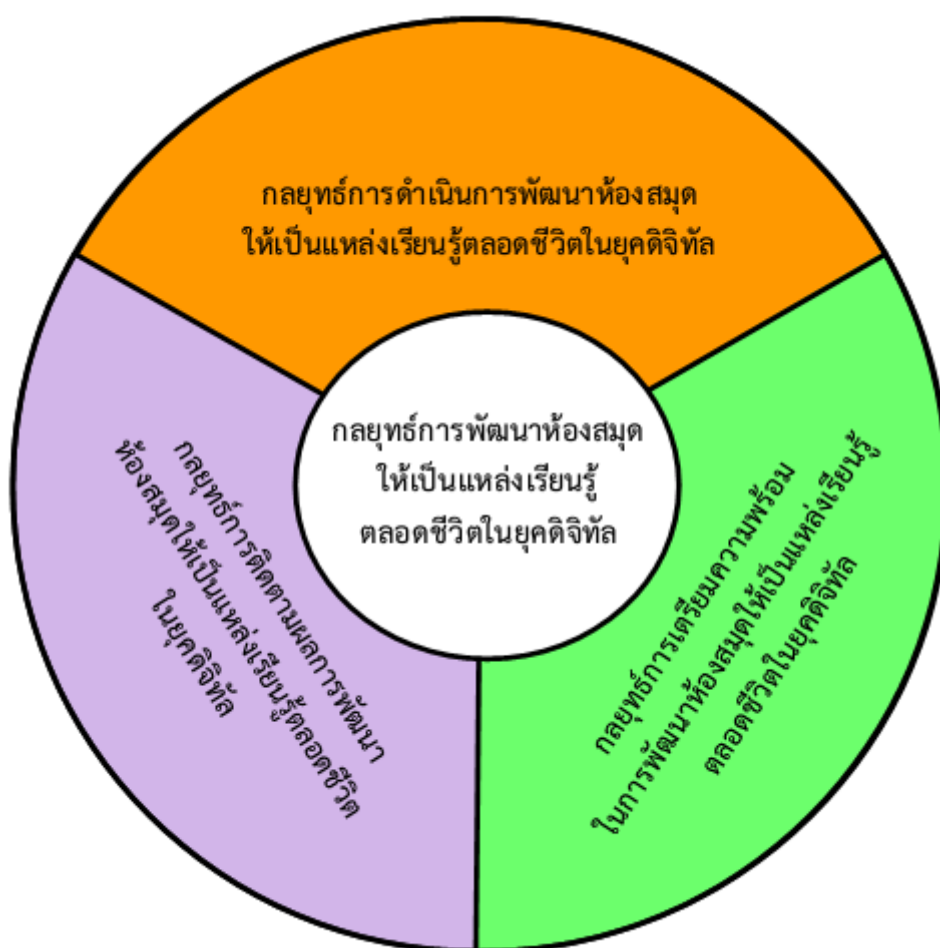 กลยุทธ์การดำเนินการพัฒนาห้องสมุด
ให้เป็นแหล่งเรียนรู้ตลอดชีวิตในยุคดิจิทัล
กลยุทธ์การพัฒนาห้องสมุด
ให้เป็นแหล่งเรียนรู้
ตลอดชีวิตในยุคดิจิทัล
กลยุทธ์การติดตามผลการพัฒนา
ห้องสมุดให้เป็นแหล่งเรียนรู้ตลอดชีวิต
ในยุคดิจิทัล
กลยุทธ์การเตรียมความพร้อม
ในการพัฒนาห้องสมุดให้เป็นแหล่งเรียนรู้
ตลอดชีวิตในยุคดิจิทัล